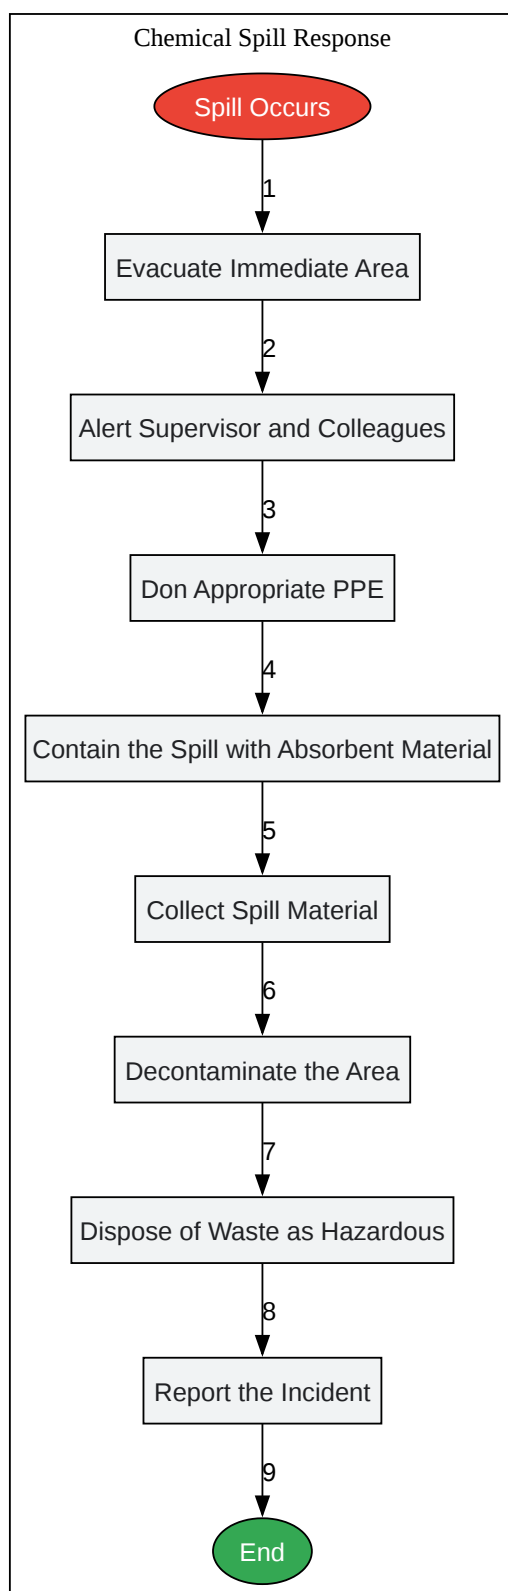 Chemical Spill Response
Spill Occurs
1
Evacuate Immediate Area
2
Alert Supervisor and Colleagues
3
Don Appropriate PPE
4
Contain the Spill with Absorbent Material
5
Collect Spill Material
6
Decontaminate the Area
7
Dispose of Waste as Hazardous
8
Report the Incident
9
End